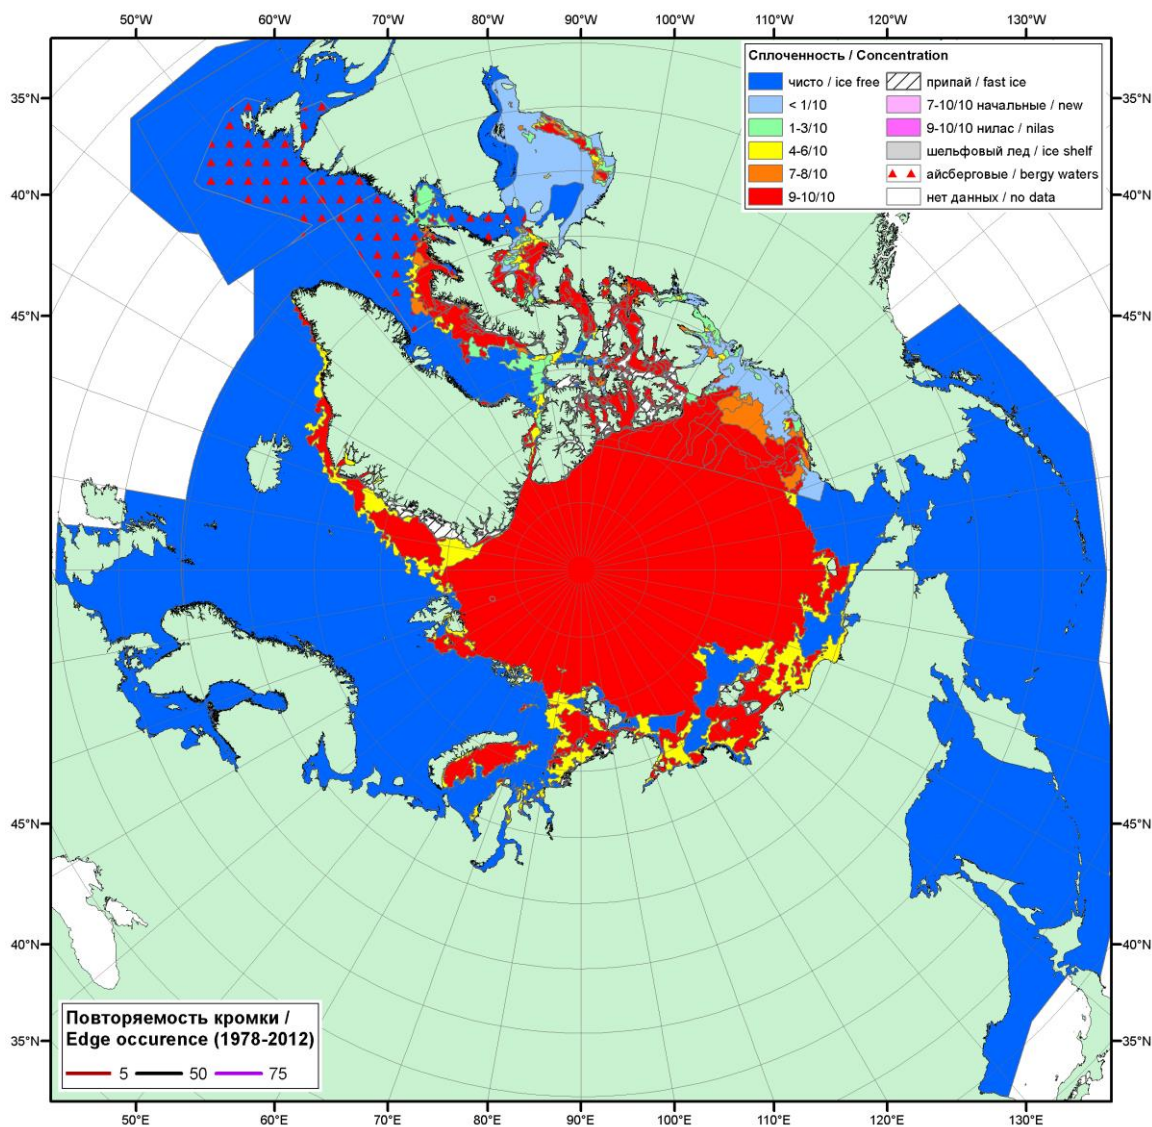 50°W 60°W 70°W 80°W 90°W 100°W 110°W 120°W 130°W
Сплоченность / Concentration
чисто / ice free
< 1/10
1-3/10
4-6/10
7-8/10
9-10/10
припай / fast ice
7-10/10 начальные / new
9-10/10 нилас / nilas
шельфовый лед / ice shelf
айсберговые / bergy waters
нет данных / no data
35°N 35°N
40°N 40°N
45°N 45°N
45°N 45°N
40°N 40°N
35°N 35°N
Повторяемость кромки /
Edge occurence (1978-2012)
5 50 75
50°E 60°E 70°E 80°E 90°E 100°E 110°E 120°E 130°E